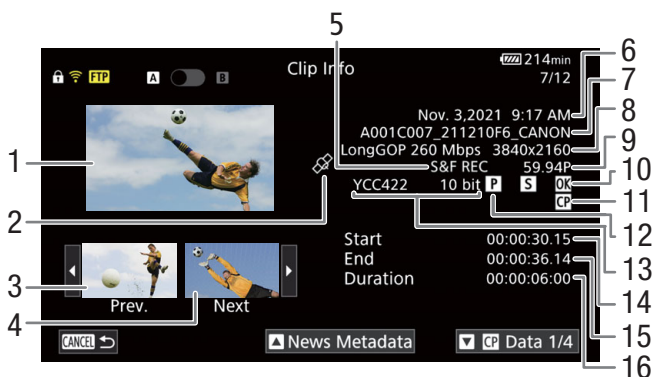 5
6
214min
FTP A B Clip Info
7/12
7
Nov. 3,2021 9:17 AM
8
A001C007_211210F6_CANON
LongGOP 260 Mbps 3840x2160
9
1
S&F REC 59.94P
10
YCC422 10 bit P S OK
11
CP
2
12
Start 00:00:30.15
13
End 00:00:36.14
3
Duration 00:00:06:00
14
4
Prev. Next
15
CANCEL News Metadata CP Data 1/4
16